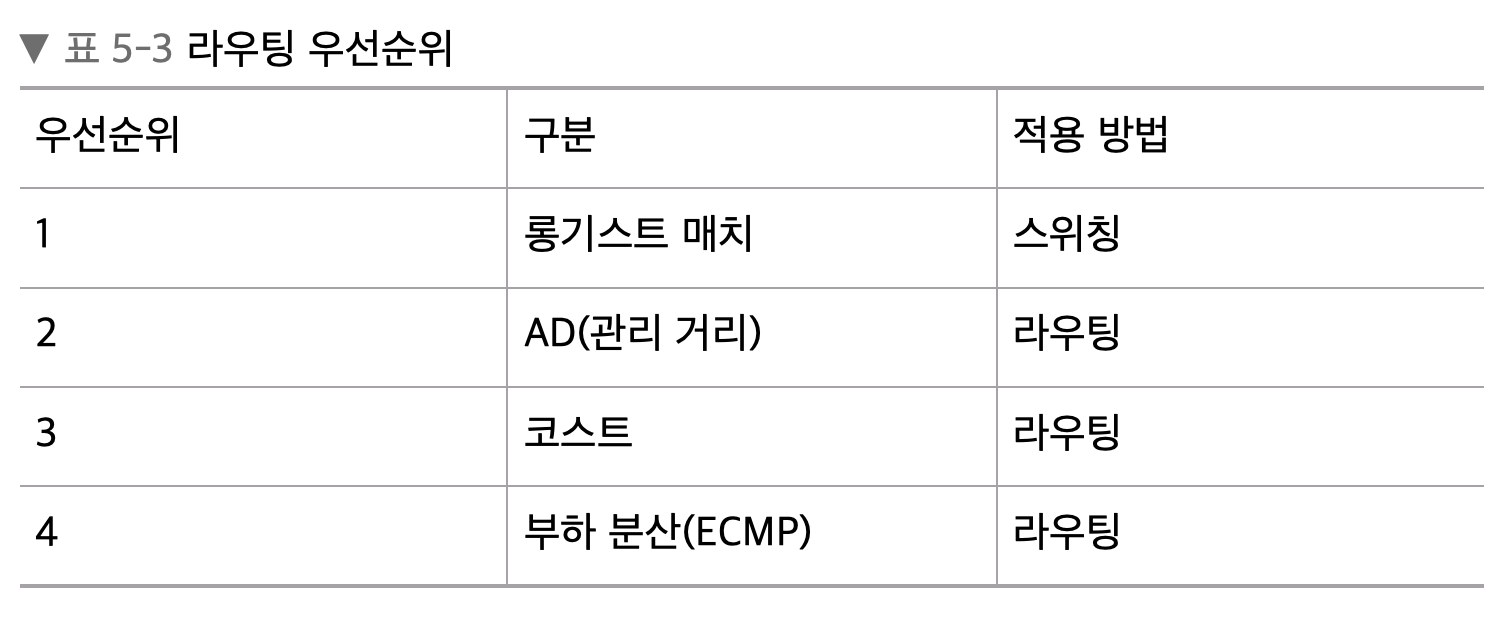 ▼ 표 5-3 라우팅 우선순위
우선순위 구분 적용 방법
1 롱기스트 매치 스위칭
2 AD(관리 거리) 라우팅
3 코스트 라우팅
4 부하 분산(ECMP) 라우팅